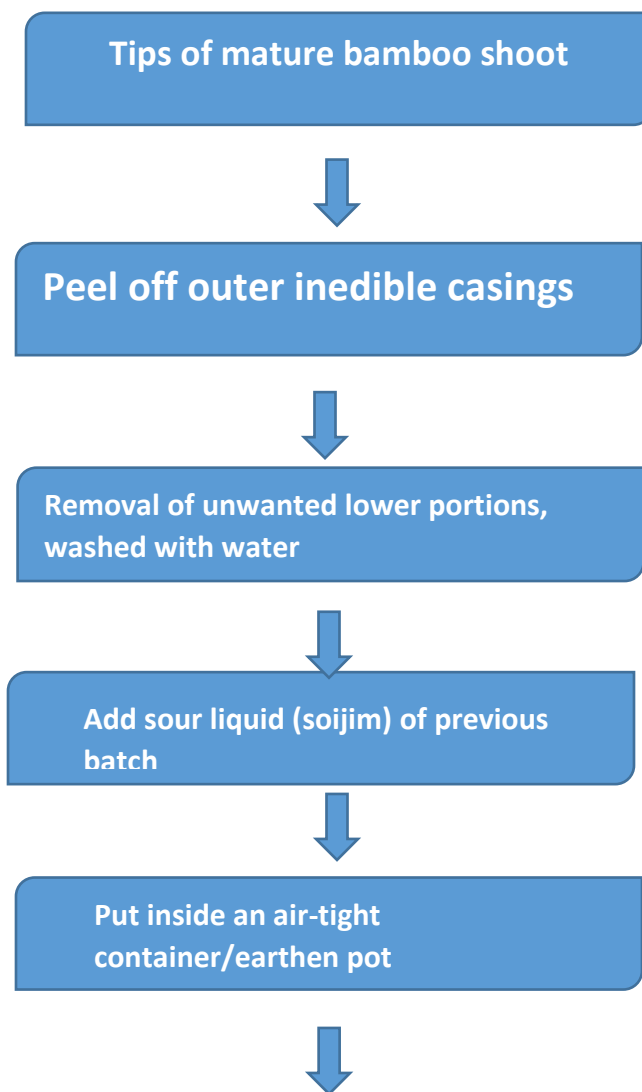 Tips of mature bamboo shoot
Peel off outer inedible casings
Removal of unwanted lower portions,
washed with water
Add sour liquid (soijim) of previous
batch
Put inside an air-tight
container/earthen pot